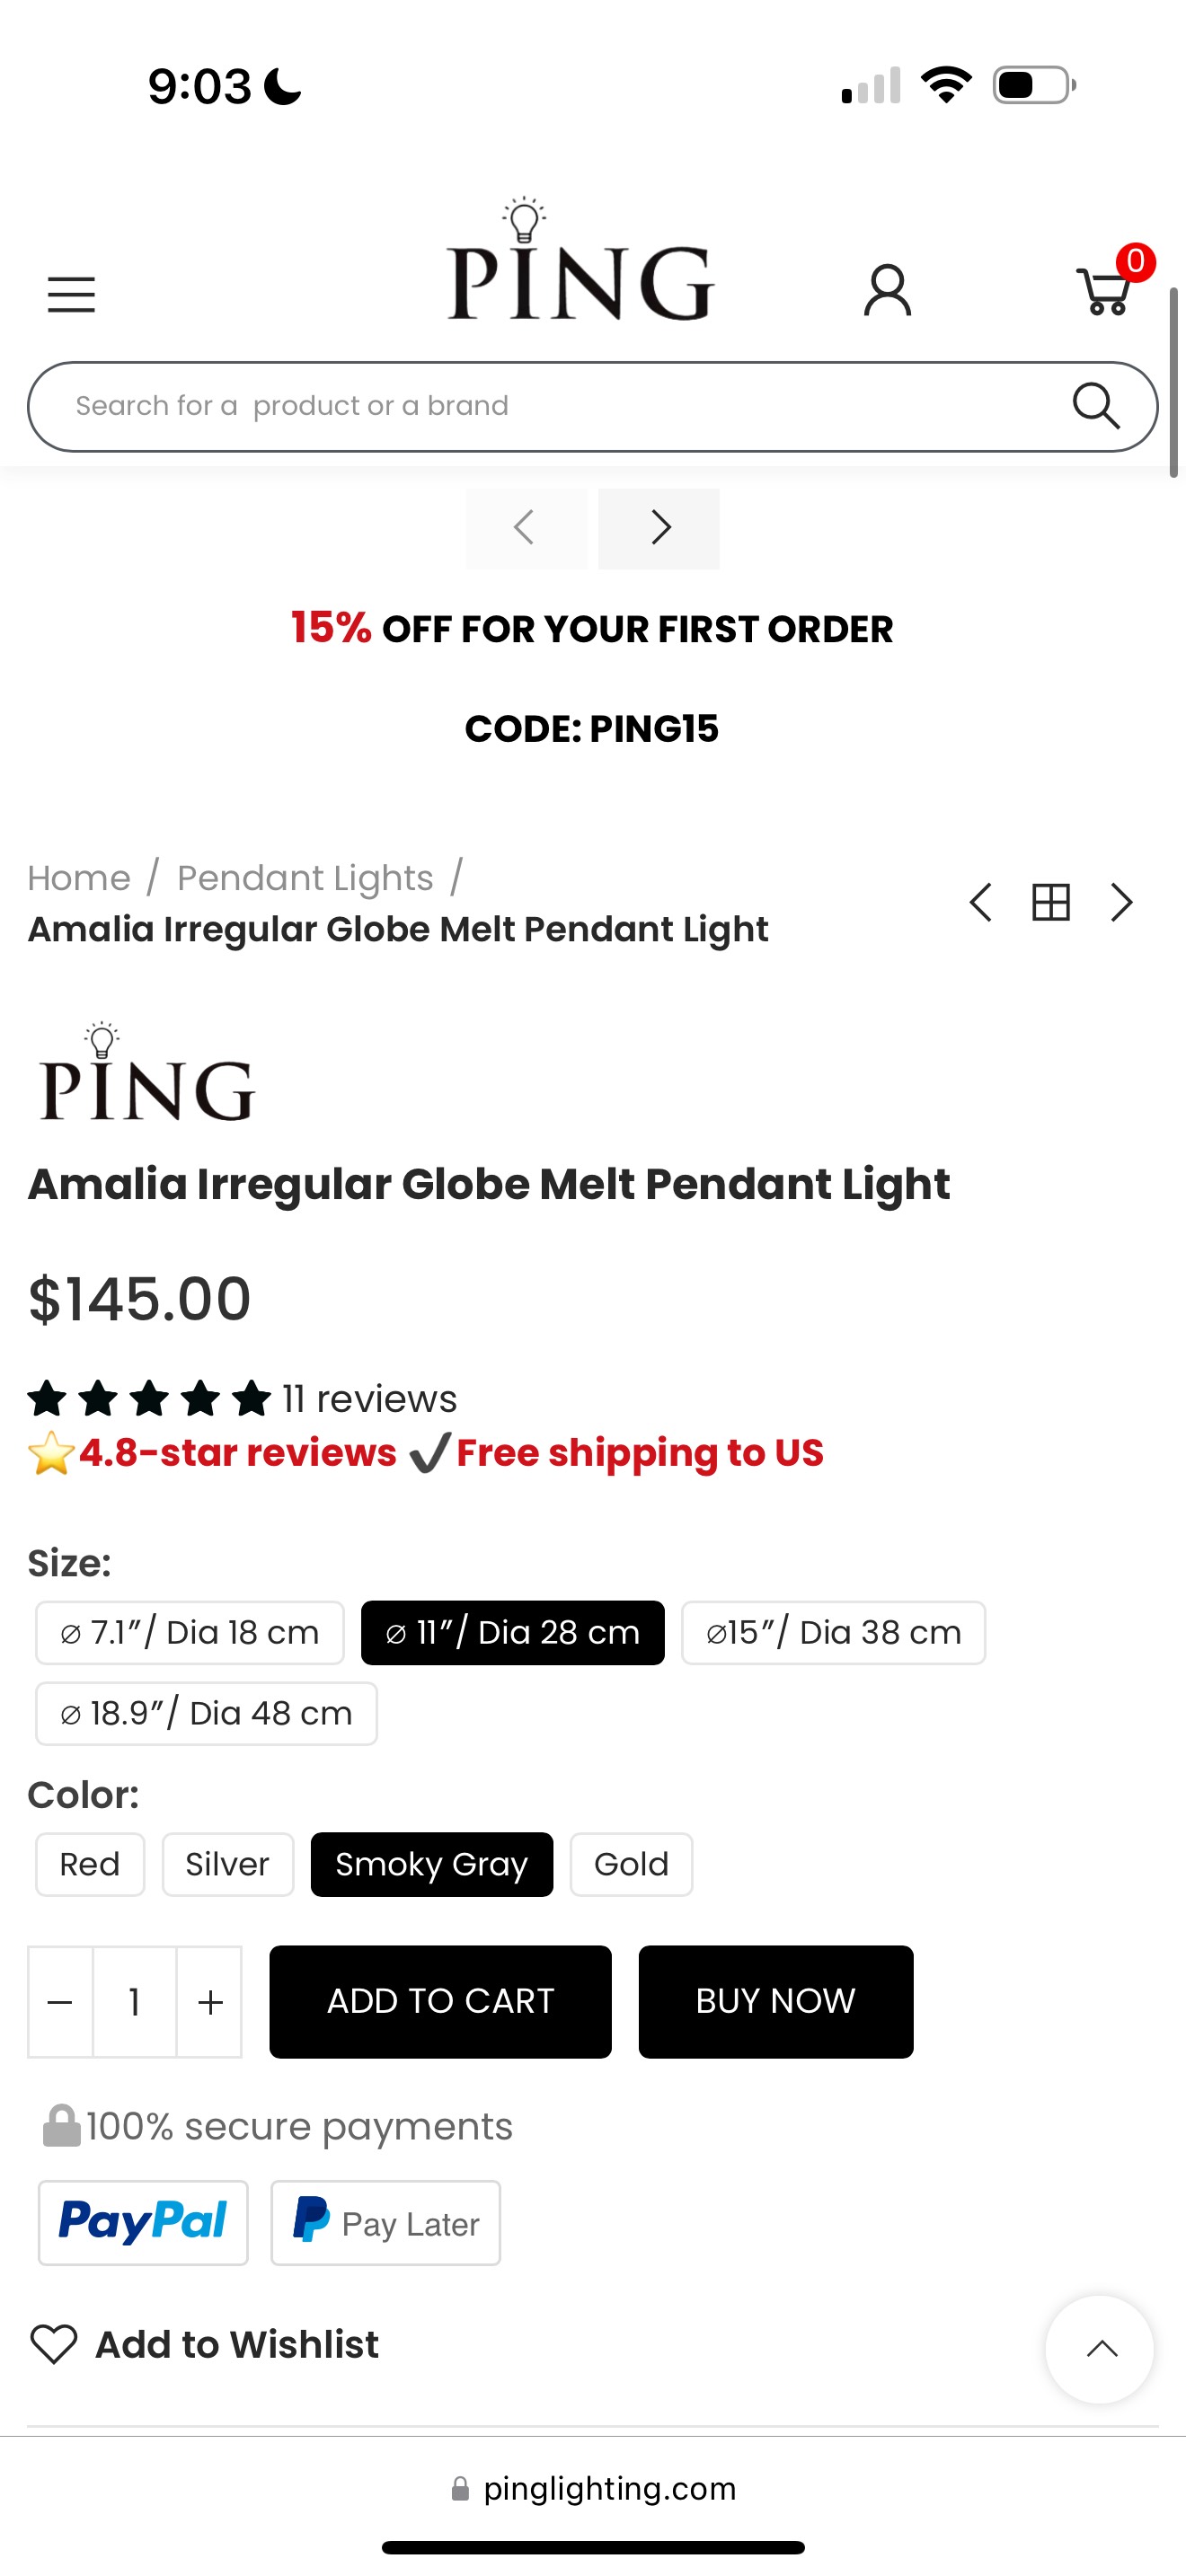 9:03
PING
0
Search for a product or a brand
15% OFF FOR YOUR FIRST ORDER
CODE: PING15
Home / Pendant Lights /
Amalia Irregular Globe Melt Pendant Light
PING
Amalia Irregular Globe Melt Pendant Light
$145.00
11 reviews
⭐4.8-star reviews ✔Free shipping to US
Size:
⌀ 7.1″/ Dia 18 cm ⌀ 11″/ Dia 28 cm ⌀15″/ Dia 38 cm
⌀ 18.9″/ Dia 48 cm
Color:
Red Silver Smoky Gray Gold
− 1 + ADD TO CART BUY NOW
100% secure payments
PayPal P Pay Later
Add to Wishlist
pinglighting.com